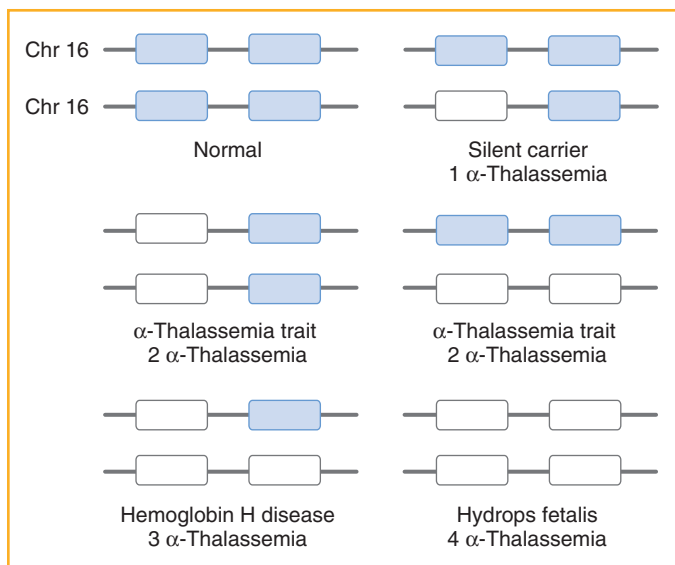 Chr 16
Chr 16
Normal
Silent carrier
1 α-Thalassemia
α-Thalassemia trait
2 α-Thalassemia
α-Thalassemia trait
2 α-Thalassemia
Hemoglobin H disease
3 α-Thalassemia
Hydrops fetalis
4 α-Thalassemia